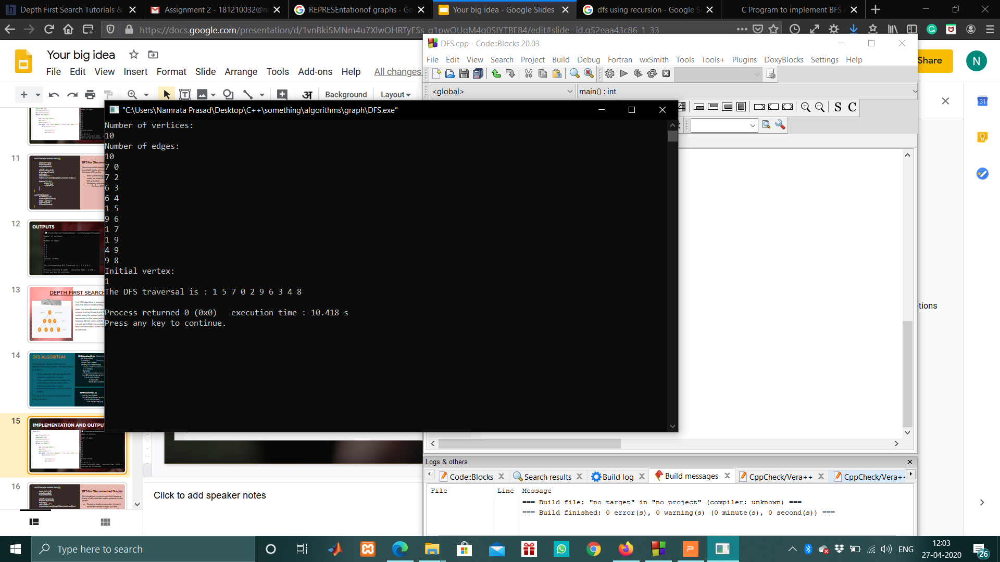 Depth First Search Tutorials &
Assignment 2 - 181210032@ni
REPRESEntationof graphs - Go
Your big idea - Google Slides
dfs using recursion - Google Se
C Program to implement BFS A
https://docs.google.com/presentation/d/1vnBki5MNm4u7XlwOHRTyE5s_g1pwOUgM4g0SIYTBF84/edit#slide=id.g52eaa43c86_1_33
Your big idea
File Edit View Insert Format Slide Arrange Tools Add-ons Help All changes
Share
N
Background Layout
DFS.cpp - Code::Blocks 20.03
File Edit View Search Project Build Debug Fortran wxSmith Tools Tools+ Plugins DoxyBlocks Settings Help
<global> main() : int
S C
31
"C:\Users\Namrata Prasad\Desktop\C++\something\algorithms\graph\DFS.exe"
Number of vertices:
10
Number of edges:
10
7 0
7 2
6 3
6 4
1 5
9 6
1 7
1 9
4 9
9 8
Initial vertex:
1
The DFS traversal is : 1 5 7 0 2 9 6 3 4 8
Process returned 0 (0x0)   execution time : 10.418 s
Press any key to continue.
11
BFS for Disconn
12
OUTPUTS
13
DEPTH FIRST SEARCH
14
DFS ALGORITHM
15
IMPLEMENTATION AND OUTPU
16
BFS for Disconnected Graphs
ptions
Click to add speaker notes
Logs & others
Code::Blocks Search results Build log Build messages CppCheck/Vera++ CppCheck/Vera++
File Line Message
=== Build file: "no target" in "no project" (compiler: unknown) ===
=== Build finished: 0 error(s), 0 warning(s) (0 minute(s), 0 second(s)) ===
Type here to search
ENG
12:03
27-04-2020
26